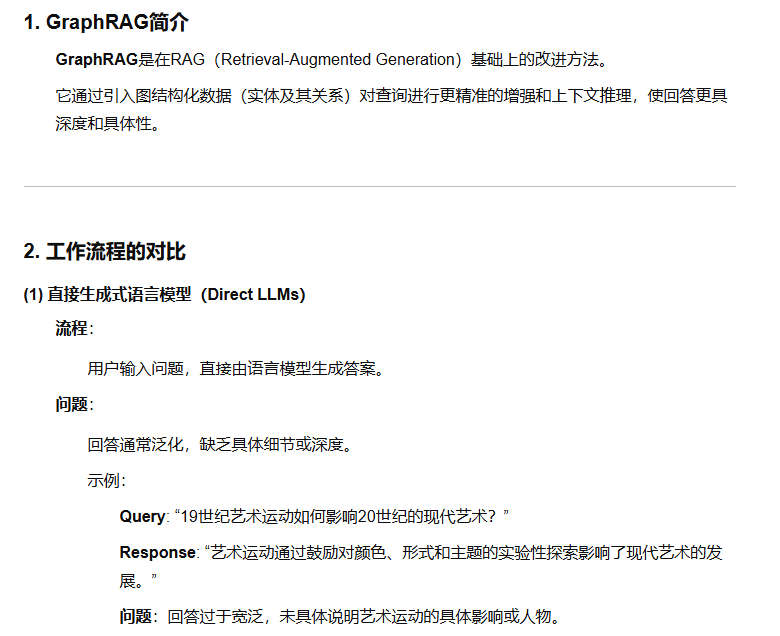 1. GraphRAG简介
GraphRAG是在RAG（Retrieval-Augmented Generation）基础上的改进方法。
它通过引入图结构化数据（实体及其关系）对查询进行更精准的增强和上下文推理，使回答更具
深度和具体性。
2. 工作流程的对比
(1) 直接生成式语言模型（Direct LLMs）
流程：
用户输入问题，直接由语言模型生成答案。
问题：
回答通常泛化，缺乏具体细节或深度。
示例：
Query: “19世纪艺术运动如何影响20世纪的现代艺术？”
Response: “艺术运动通过鼓励对颜色、形式和主题的实验性探索影响了现代艺术的发
展。”
问题：回答过于宽泛，未具体说明艺术运动的具体影响或人物。